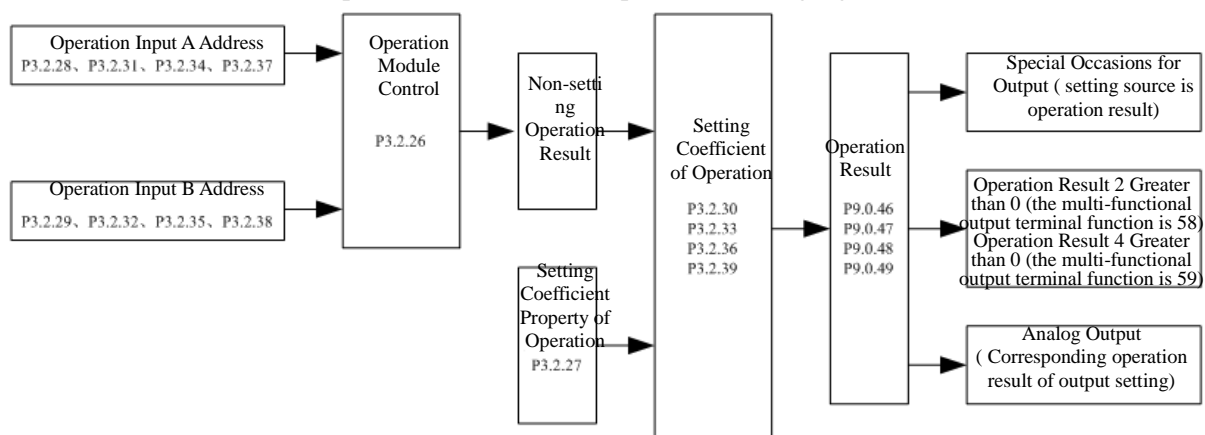 Operation Input A Address
P3.2.28、P3.2.31、P3.2.34、P3.2.37
Operation Input B Address
P3.2.29、P3.2.32、P3.2.35、P3.2.38
Operation
Module
Control
P3.2.26
Non-setti
ng
Operation
Result
Setting
Coefficient
Property of
Operation
P3.2.27
Setting
Coefficient
of Operation
P3.2.30
P3.2.33
P3.2.36
P3.2.39
Operation
Result
P9.0.46
P9.0.47
P9.0.48
P9.0.49
Special Occasions for
Output ( setting source is
operation result)
Operation Result 2 Greater
than 0 (the multi-functional
output terminal function is 58)
Operation Result 4 Greater
than 0 (the multi-functional
output terminal function is 59)
Analog Output
( Corresponding operation
result of output setting)